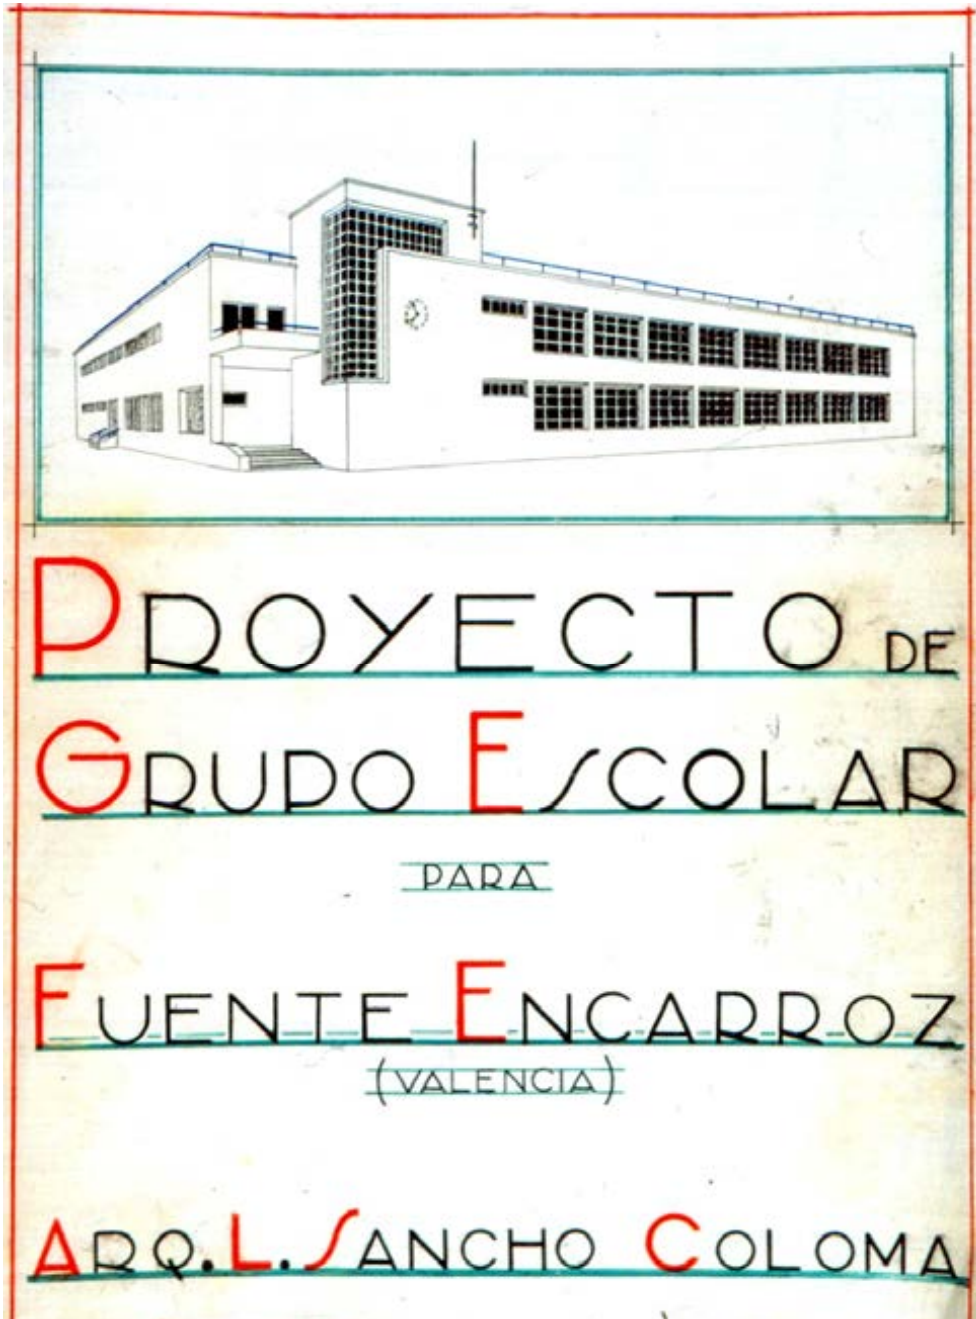 PROYECTO DE
GRUPO ESCOLAR
PARA
FUENTE ENCARROZ
(VALENCIA)
ARQ. L. SANCHO COLOMA